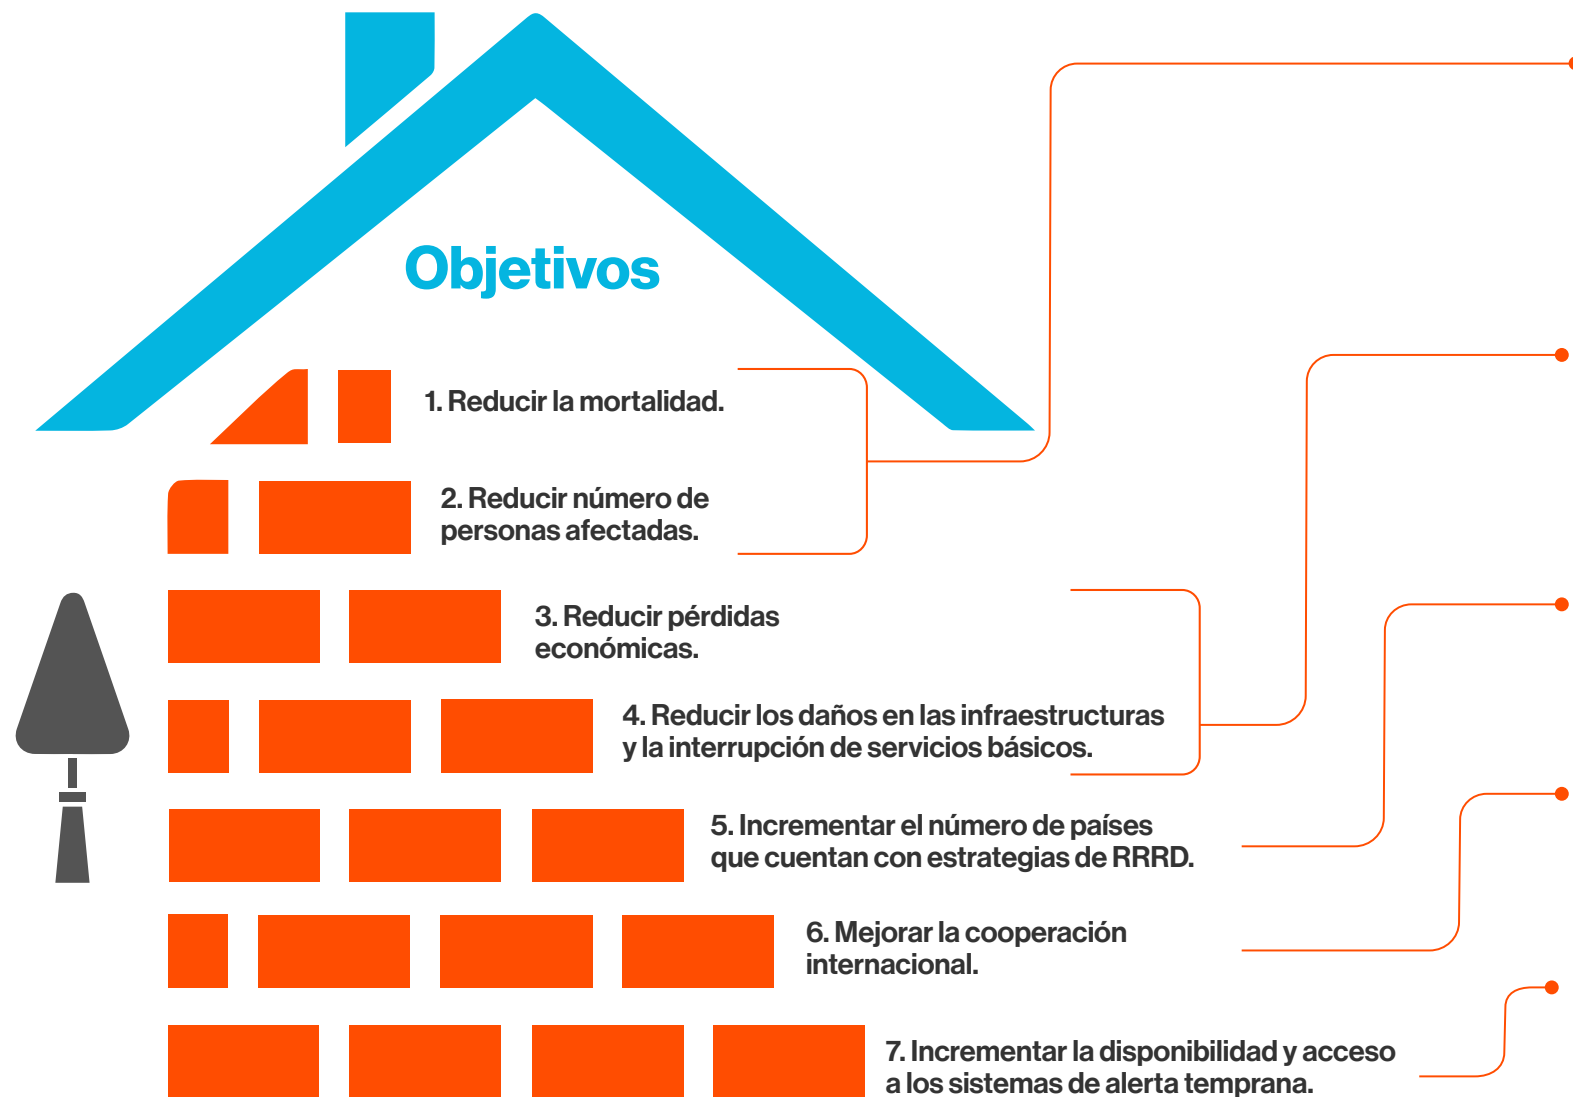 Objetivos
1. Reducir la mortalidad.
2. Reducir número de
personas afectadas.
3. Reducir pérdidas
económicas.
4. Reducir los daños en las infraestructuras
y la interrupción de servicios básicos.
5. Incrementar el número de países
que cuentan con estrategias de RRRD.
6. Mejorar la cooperación
internacional.
7. Incrementar la disponibilidad y acceso
a los sistemas de alerta temprana.